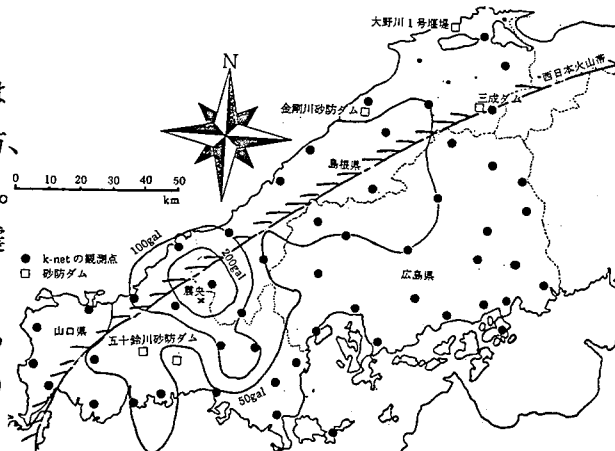 大野川1号堰堤
N
西日本火山帯
金剛川砂防ダム
三成ダム
島根県
0 10 20 30 40 50
km
100gal
200gal
● k-netの観測点
□ 砂防ダム
震央
広島県
山口県
五十鈴川砂防ダム
50gal